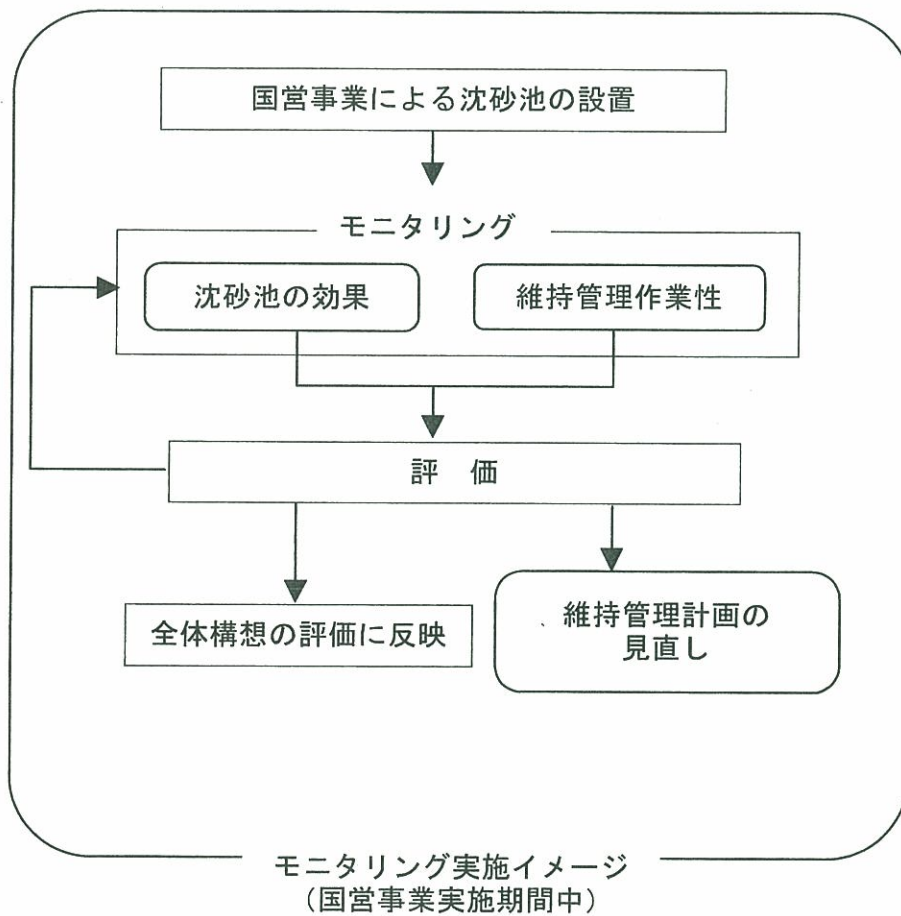 国営事業による沈砂池の設置
モニタリング
沈砂池の効果
維持管理作業性
評 価
全体構想の評価に反映
維持管理計画の
見直し
モニタリング実施イメージ
(国営事業実施期間中)